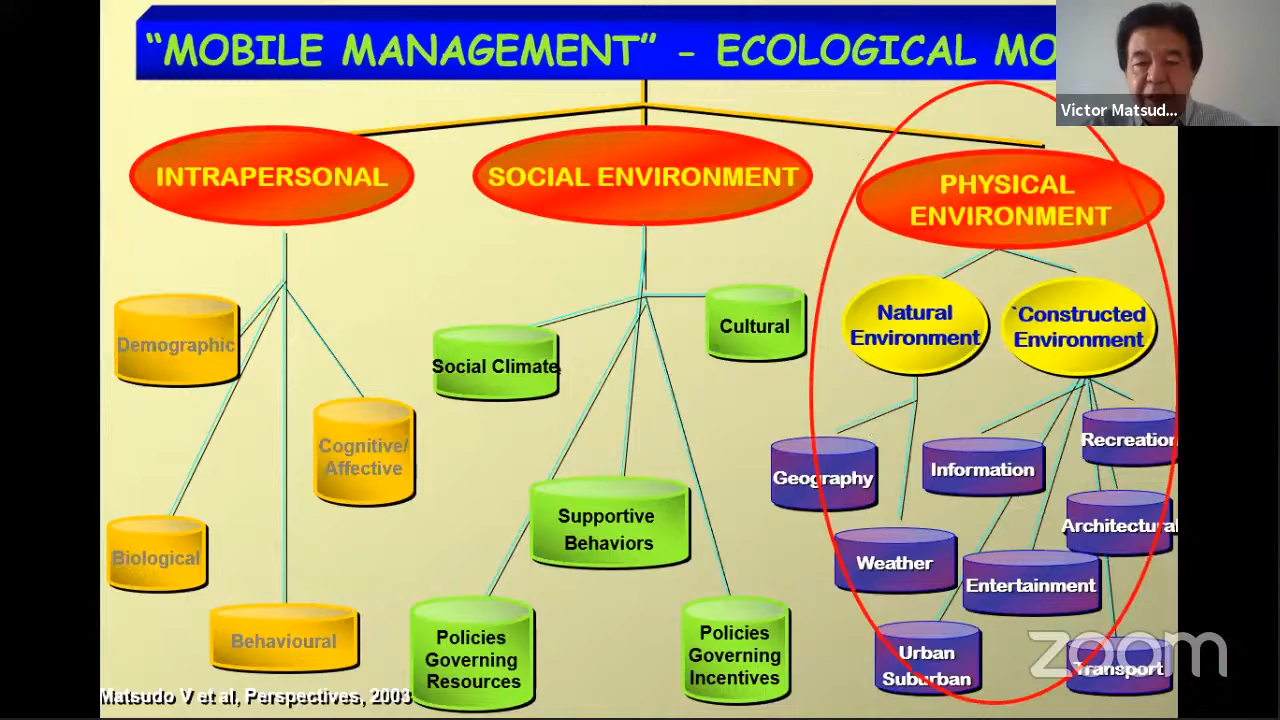 “MOBILE MANAGEMENT” - ECOLOGICAL MO
Victor Matsud...
INTRAPERSONAL
SOCIAL ENVIRONMENT
PHYSICAL
ENVIRONMENT
Demographic
Cognitive/
Affective
Biological
Behavioural
Social Climate
Cultural
Supportive
Behaviors
Policies
Governing
Resources
Policies
Governing
Incentives
Natural
Environment
`Constructed
Environment
Geography
Weather
Information
Recreation
Architectural
Entertainment
Urban
Suburban
Transport
zoom
Matsudo V et al, Perspectives, 2003